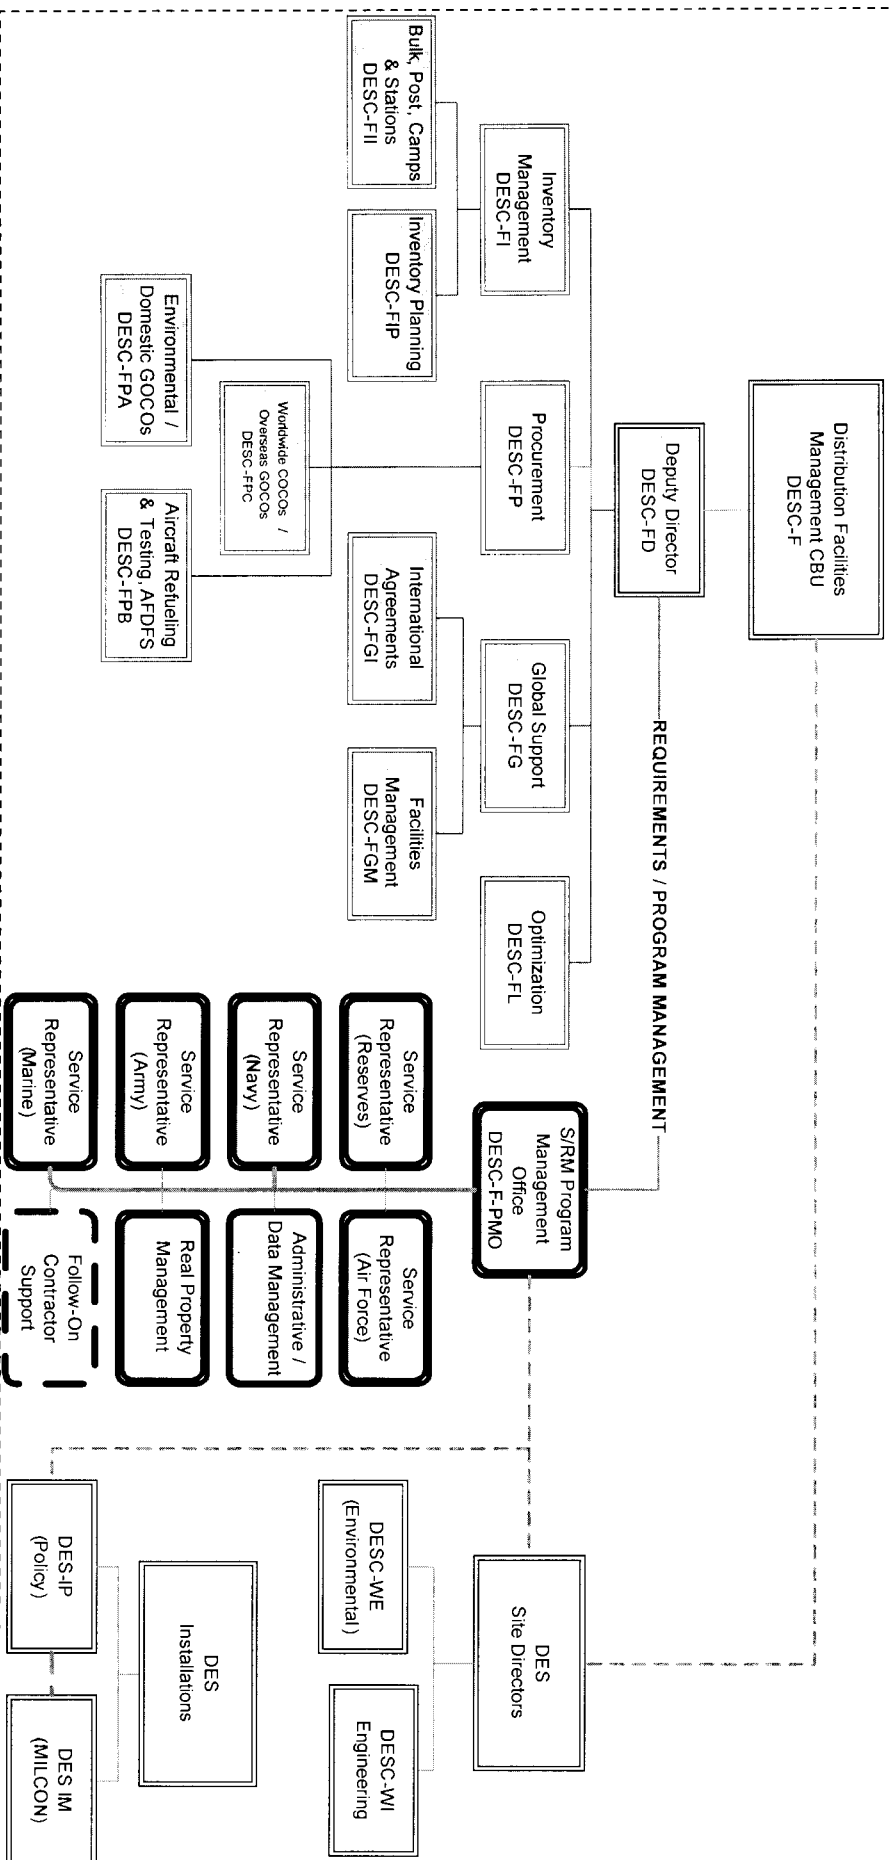 Distribution Facilities
Management CBU
DESC-F
Deputy Director
DESC-FD
REQUIREMENTS / PROGRAM MANAGEMENT
Inventory
Management
DESC-FI
Procurement
DESC-FP
Global Support
DESC-FG
Optimization
DESC-FL
S/RM Program
Management
Office
DESC-F-PMO
DES
Site Directors
Bulk, Post, Camps
& Stations
DESC-FII
Inventory Planning
DESC-FIP
International
Agreements
DESC-FGI
Facilities
Management
DESC-FGM
Service
Representative
(Reserves)
Service
Representative
(Air Force)
DESC-WE
(Environmental)
DESC-WI
Engineering
Worldwide COCOs /
Overseas GOCOs
DESC-FPC
Service
Representative
(Navy)
Administrative /
Data Management
Environmental /
Domestic GOCOs
DESC-FPA
Aircraft Refueling
& Testing, AFDFS
DESC-FPB
Service
Representative
(Army)
Real Property
Management
DES
Installations
Service
Representative
(Marine)
Follow-On
Contractor
Support
DES-IP
(Policy)
DES IM
(MILCON)